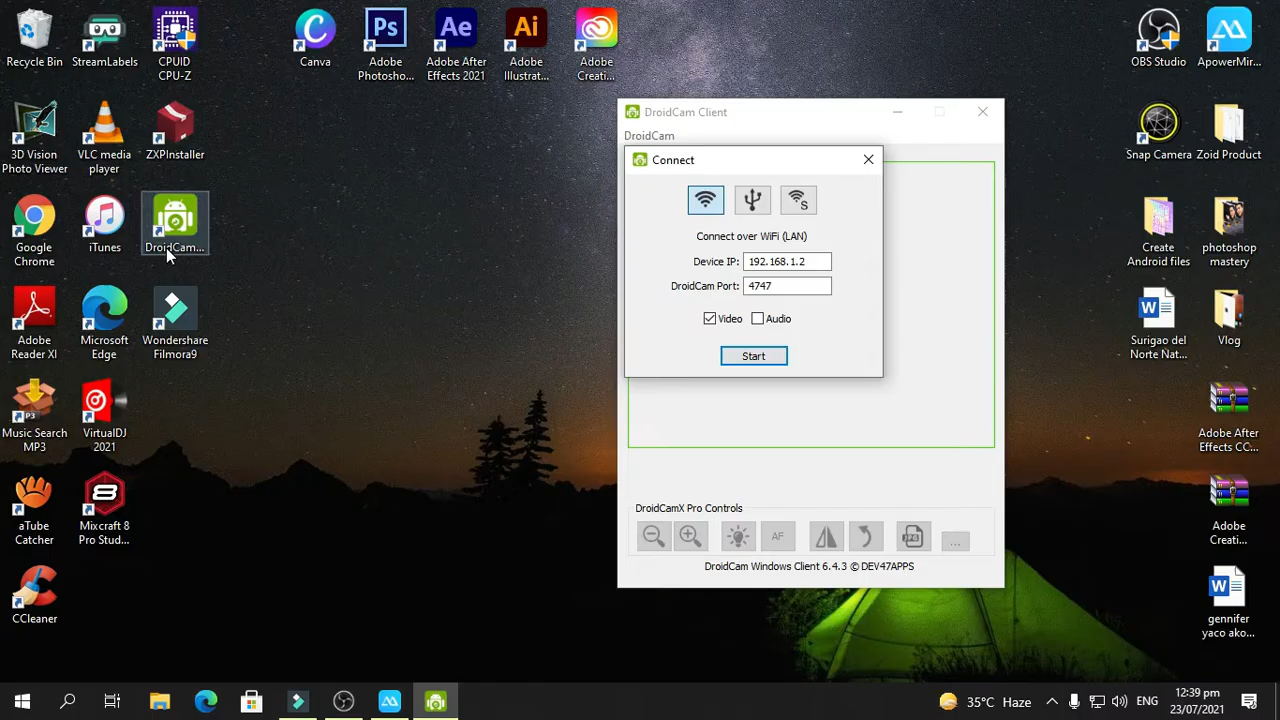 Recycle Bin
StreamLabels
CPUID
CPU-Z
Canva
Ps
Adobe
Photosho...
Ae
Adobe After
Effects 2021
Ai
Adobe
Illustrat...
Adobe
Creati...
OBS Studio
ApowerMir...
3D Vision
Photo Viewer
VLC media
player
ZXPInstaller
Snap Camera
Zoid Product
Google
Chrome
iTunes
DroidCam...
Create
Android files
photoshop
mastery
Adobe
Reader XI
Microsoft
Edge
Wondershare
Filmora9
Surigao del
Norte Nat...
Vlog
P3
Music Search
MP3
VirtualDJ
2021
Adobe After
Effects CC...
aTube
Catcher
Mixcraft 8
Pro Stud...
Adobe
Creati...
CCleaner
gennifer
yaco ako...
DroidCam Client
DroidCam
Connect
S
Connect over WiFi (LAN)
Device IP: 192.168.1.2
DroidCam Port: 4747
Video Audio
Start
DroidCamX Pro Controls
AF
JPG
...
DroidCam Windows Client 6.4.3 © DEV47APPS
35°C Haze
ENG
12:39 pm
23/07/2021